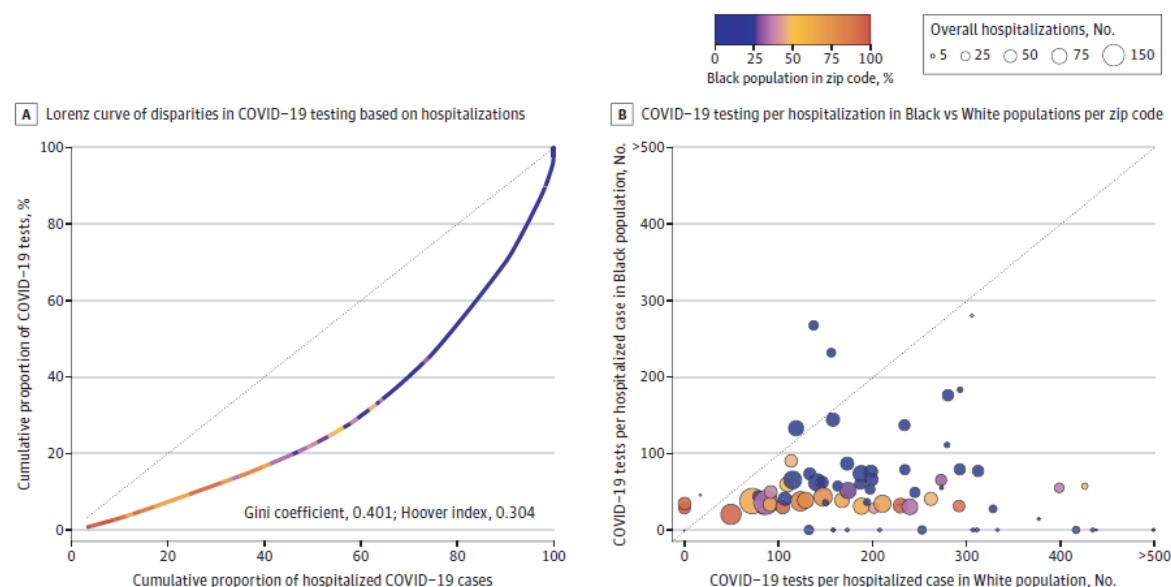 0 25 50 75 100
Black population in zip code, %
Overall hospitalizations, No.
5 25 50 75 150
A Lorenz curve of disparities in COVID−19 testing based on hospitalizations
Cumulative proportion of COVID−19 tests, %
100
80
60
40
20
0
Gini coefficient, 0.401; Hoover index, 0.304
0 20 40 60 80 100
Cumulative proportion of hospitalized COVID−19 cases
B COVID−19 testing per hospitalization in Black vs White populations per zip code
COVID−19 tests per hospitalized case in Black population, No.
>500
400
300
200
100
0
0 100 200 300 400 >500
COVID−19 tests per hospitalized case in White population, No.